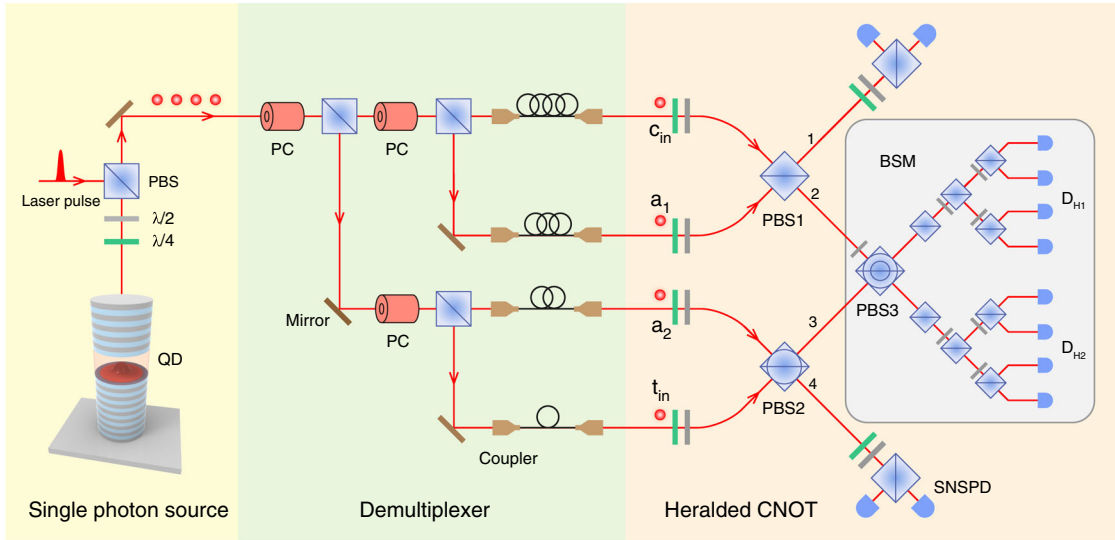 Laser pulse
PBS
λ/2
λ/4
QD
Single photon source
PC
PC
Mirror
PC
Coupler
Demultiplexer
c_in
a_1
a_2
t_in
PBS1
PBS2
1
2
3
4
BSM
PBS3
D_H1
D_H2
SNSPD
Heralded CNOT